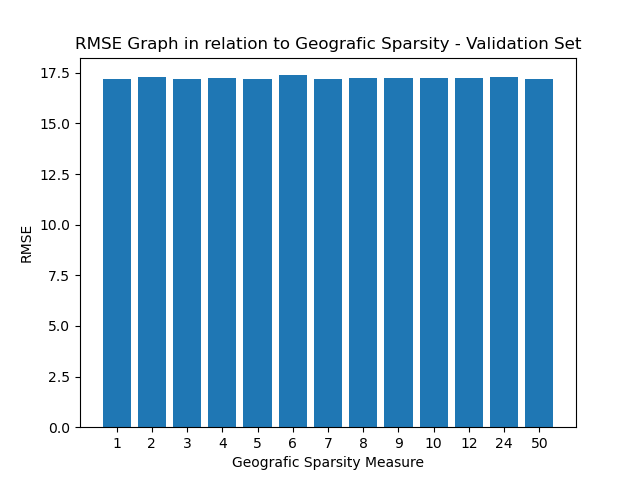 RMSE Graph in relation to Geografic Sparsity - Validation Set
17.5
15.0
12.5
10.0
7.5
5.0
2.5
0.0
RMSE
1 2 3 4 5 6 7 8 9 10 12 24 50
Geografic Sparsity Measure